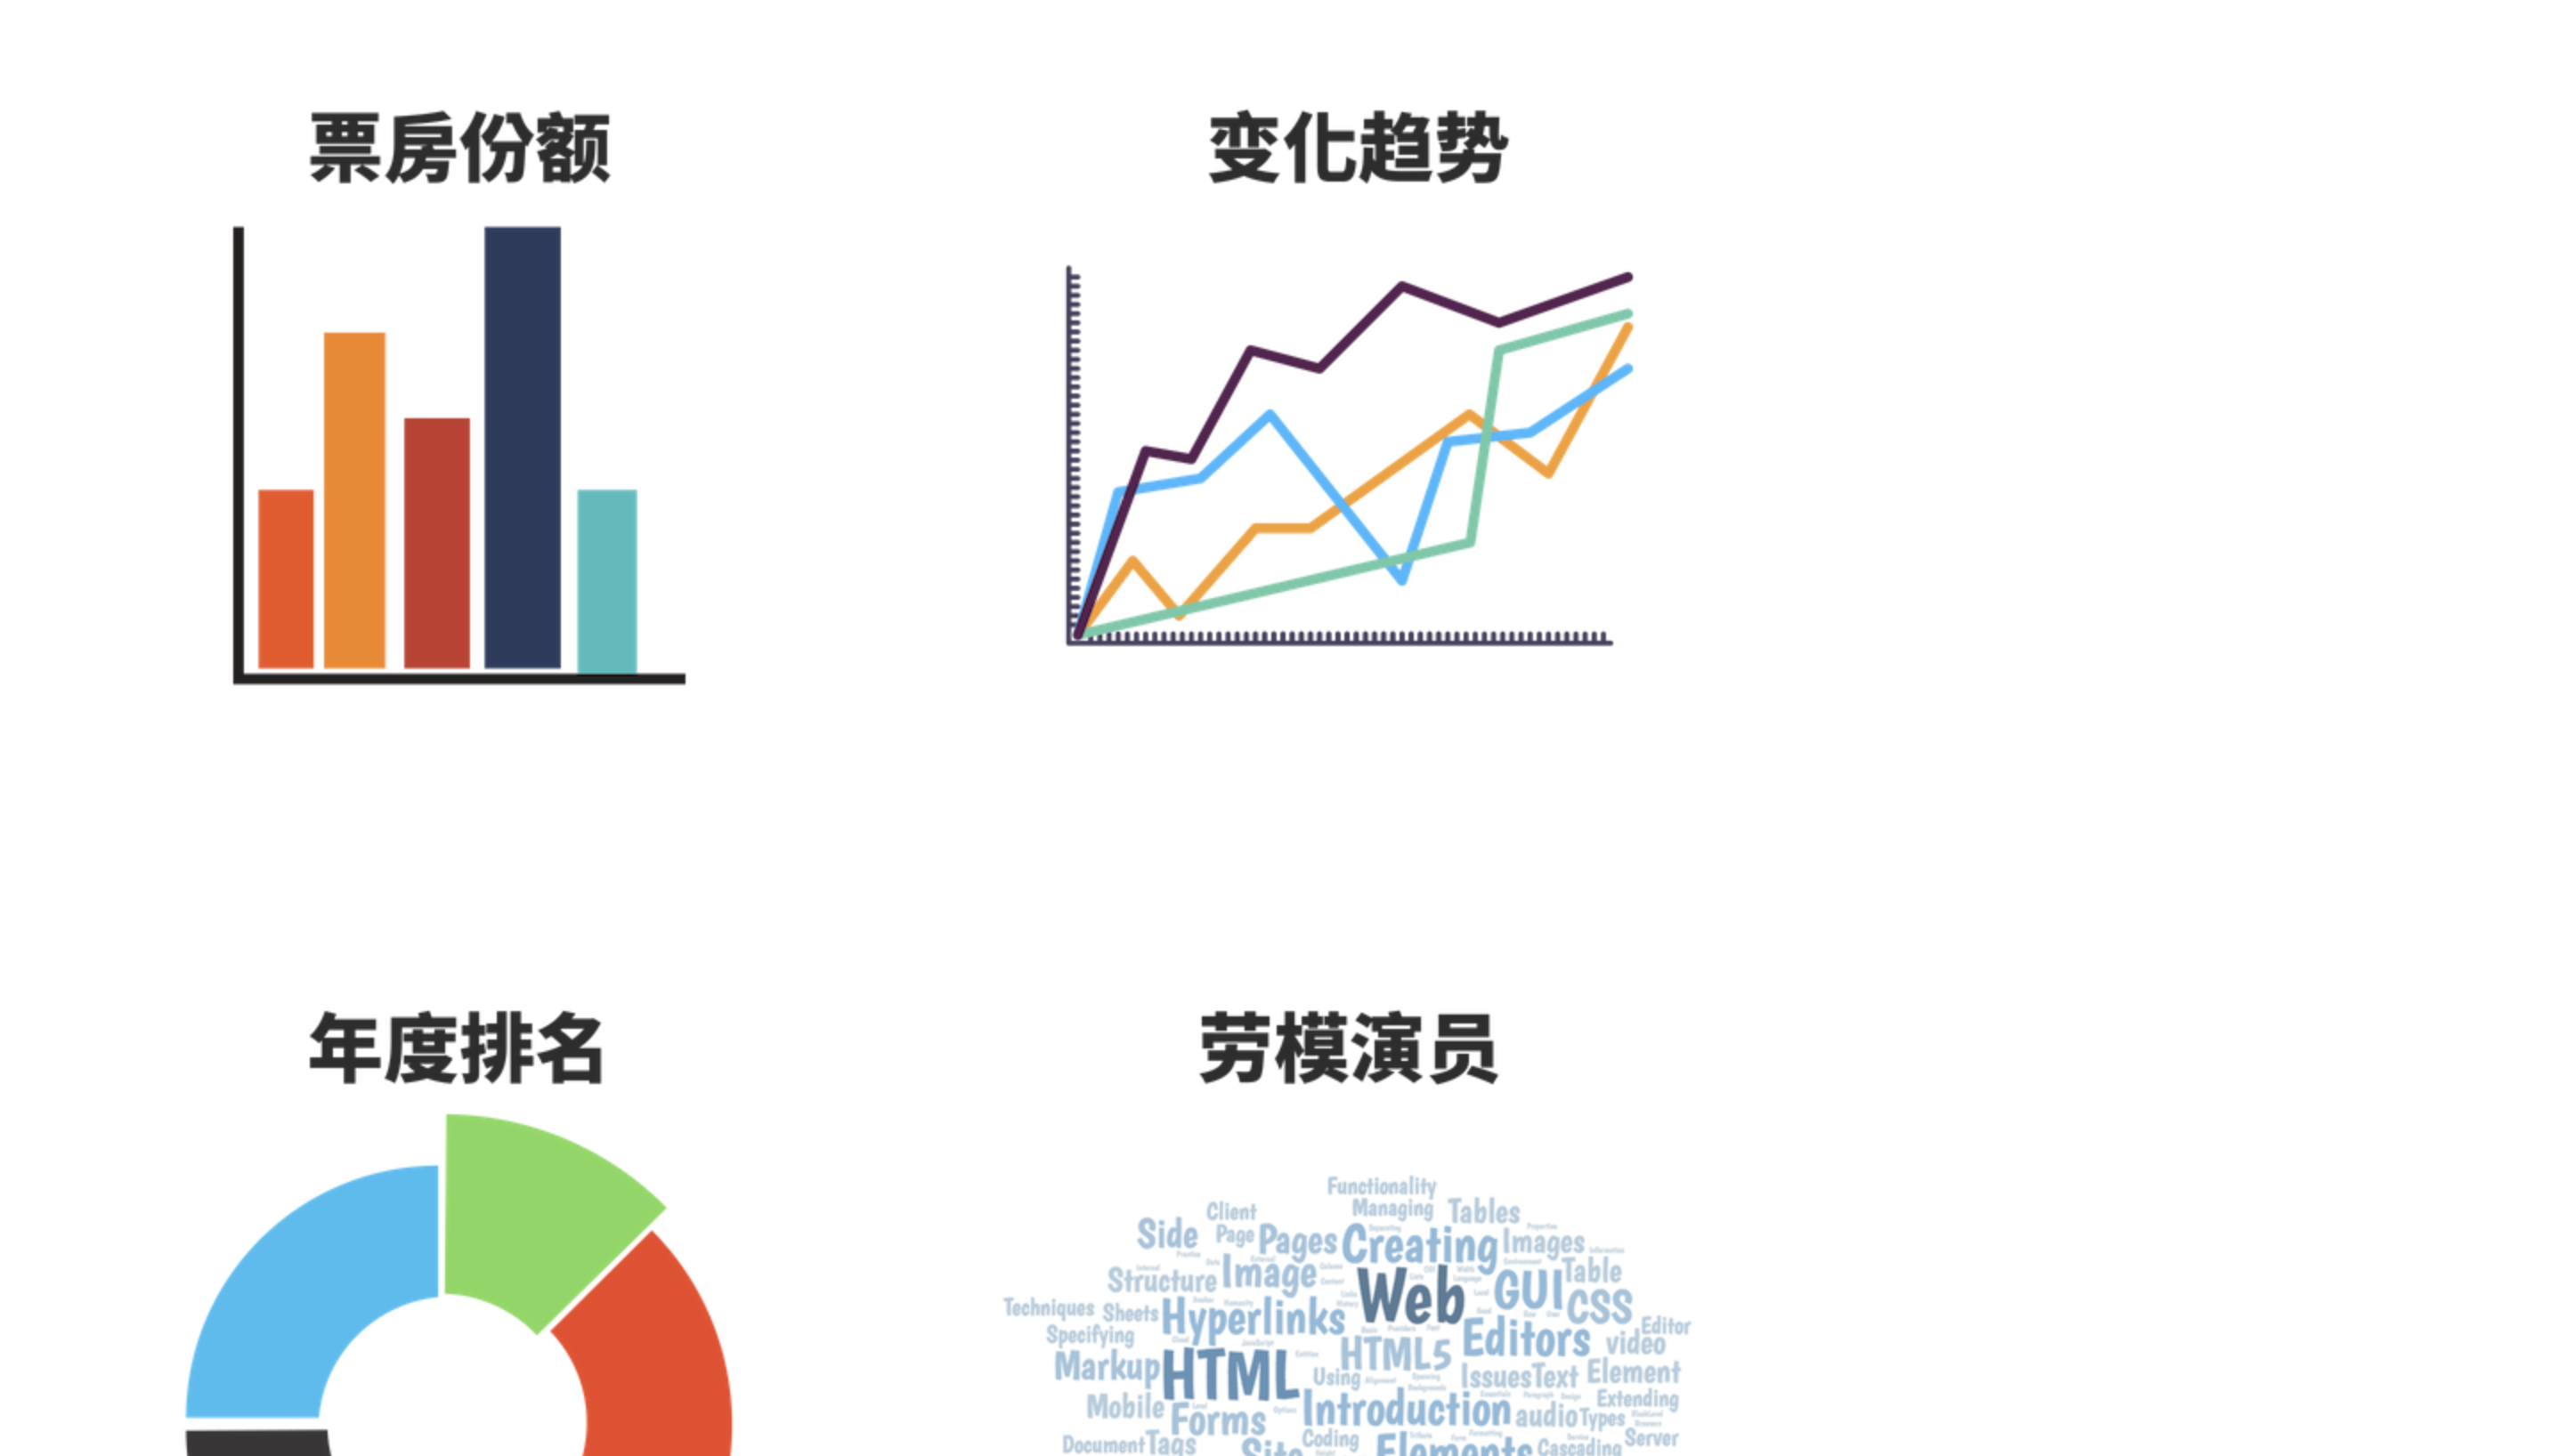 票房份额
变化趋势
年度排名
劳模演员
Functionality
Client Managing Tables
Side Page Pages Creating Images
Structure Image Web GUI Table
Techniques Sheets Hyperlinks CSS
Specifying Editors Editor
video
Markup HTML HTML5
Using Issues Text Element
Mobile Forms Introduction Extending
audio Types
Document Tags Site Coding Elements Cascading Server